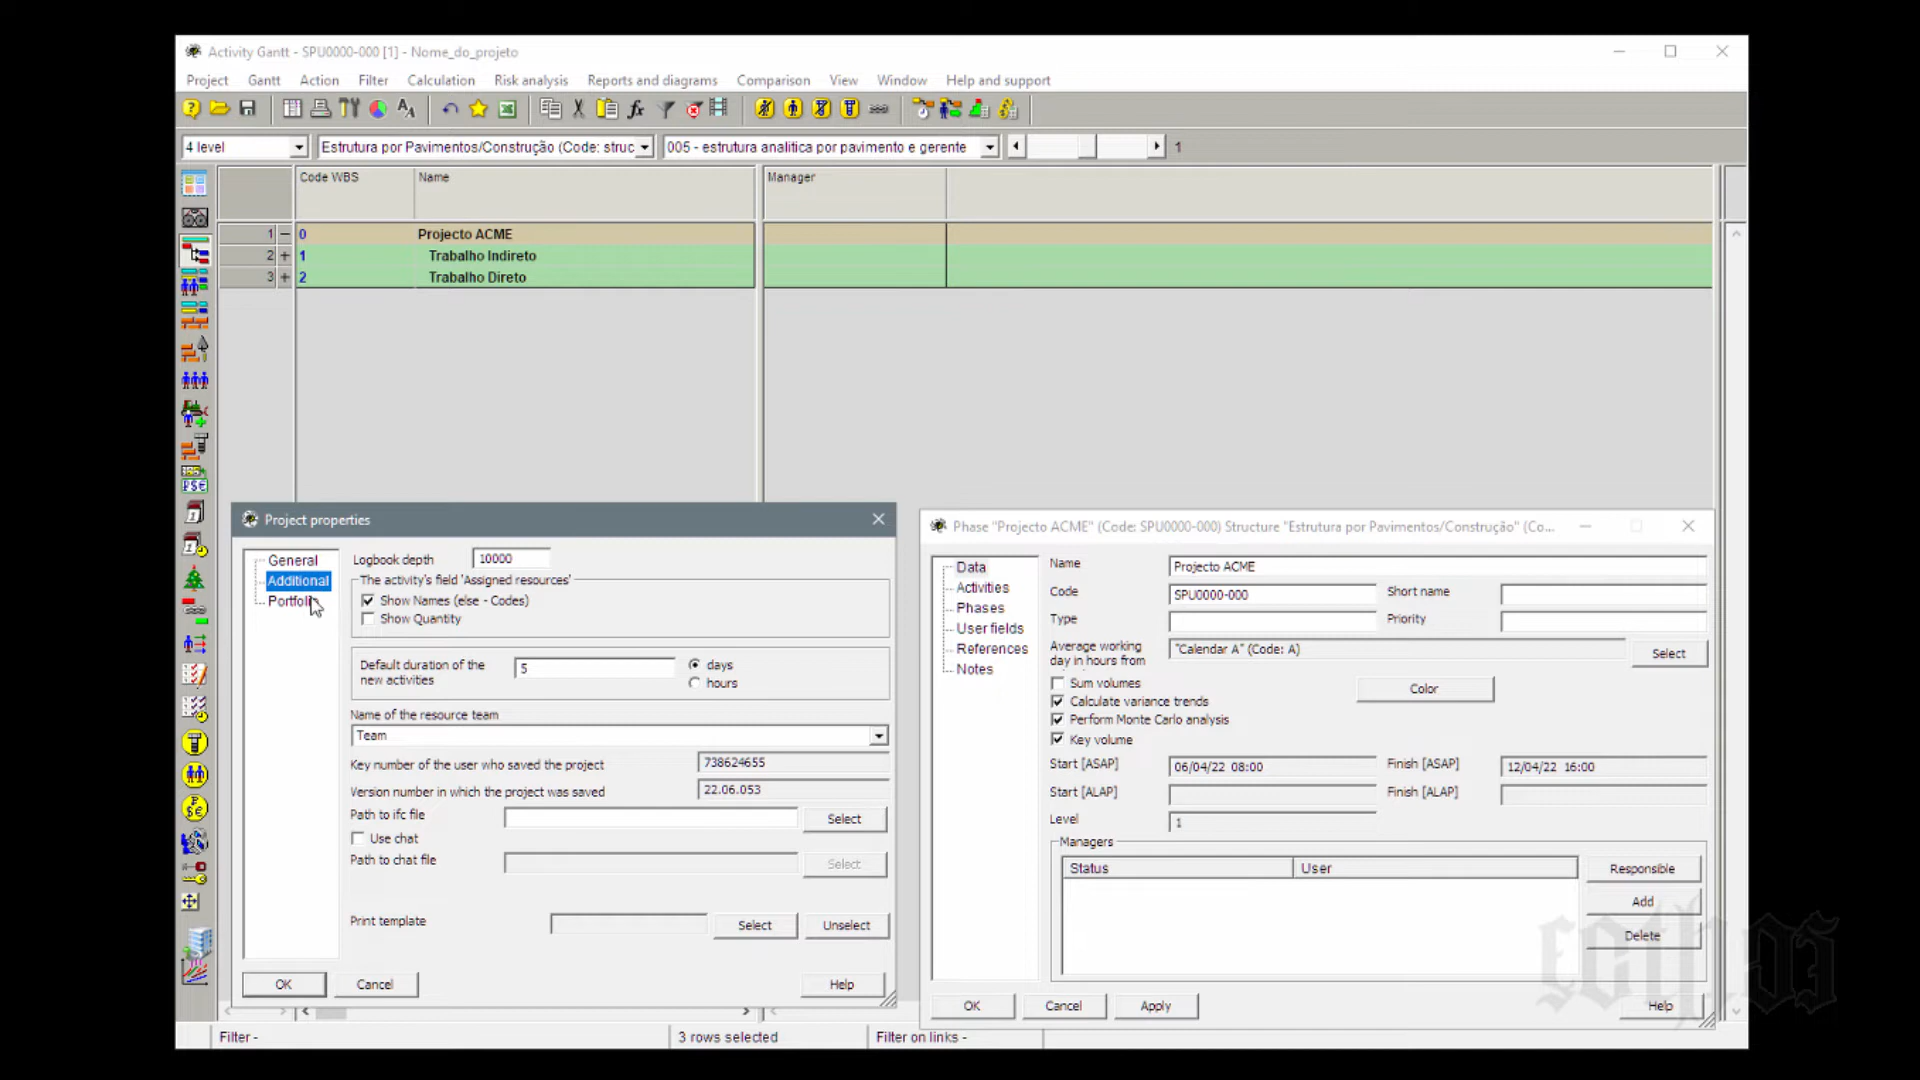 Activity Gantt - SPU0000-000 [1] - Nome_do_projeto
Project Gantt Action Filter Calculation Risk analysis Reports and diagrams Comparison View Window Help and support
4 level Estrutura por Pavimentos/Construção (Code: struc 005 - estrutura analitica por pavimento e gerente 1
Code WBS Name Manager
1 0 Projecto ACME
2 1 Trabalho Indireto
3 2 Trabalho Direto
Project properties
General
Additional
Portfolio
Logbook depth 10000
The activity's field 'Assigned resources'
Show Names (else - Codes)
Show Quantity
Default duration of the
new activities
5
days
hours
Name of the resource team
Team
Key number of the user who saved the project 738624655
Version number in which the project was saved 22.06.053
Path to ifc file Select
Use chat
Path to chat file Select
Print template Select Unselect
OK Cancel Help
Phase "Projecto ACME" (Code: SPU0000-000) Structure "Estrutura por Pavimentos/Construção" (Co...
Data
Activities
Phases
User fields
References
Notes
Name Projecto ACME
Code SPU0000-000 Short name
Type Priority
Average working
day in hours from
"Calendar A" (Code: A) Select
Sum volumes
Color
Calculate variance trends
Perform Monte Carlo analysis
Key volume
Start [ASAP] 06/04/22 08:00 Finish [ASAP] 12/04/22 16:00
Start [ALAP] Finish [ALAP]
Level 1
Managers
Status User
Responsible
Add
Delete
OK Cancel Apply Help
Filter - 3 rows selected Filter on links -